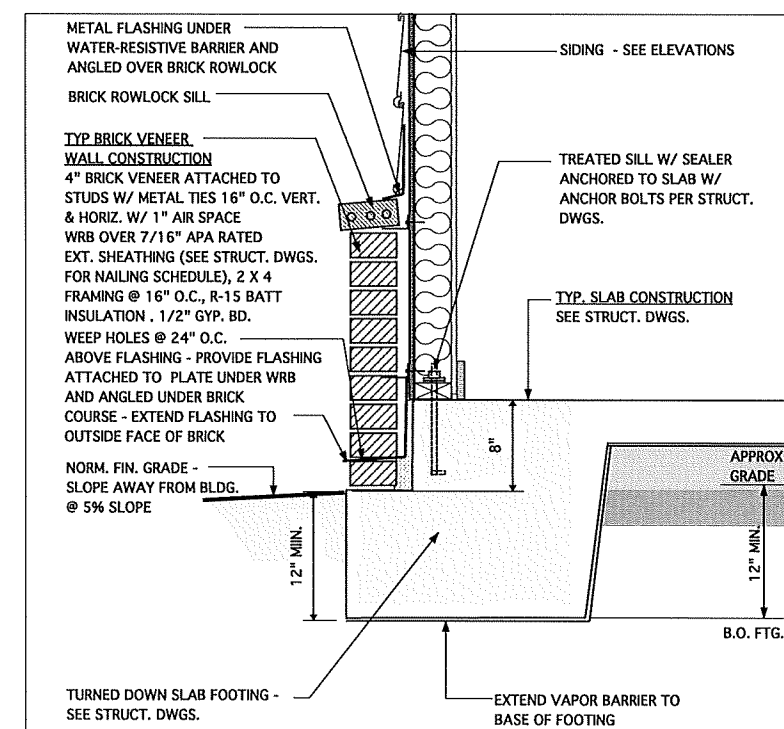 METAL FLASHING UNDER
WATER-RESISTIVE BARRIER AND
ANGLED OVER BRICK ROWLOCK
BRICK ROWLOCK SILL
TYP BRICK VENEER
WALL CONSTRUCTION
4" BRICK VENEER ATTACHED TO
STUDS W/ METAL TIES 16" O.C. VERT.
& HORIZ. W/ 1" AIR SPACE
WRB OVER 7/16" APA RATED
EXT. SHEATHING (SEE STRUCT. DWGS.
FOR NAILING SCHEDULE), 2 X 4
FRAMING @ 16" O.C., R-15 BATT
INSULATION . 1/2" GYP. BD.
WEEP HOLES @ 24" O.C.
ABOVE FLASHING - PROVIDE FLASHING
ATTACHED TO PLATE UNDER WRB
AND ANGLED UNDER BRICK
COURSE - EXTEND FLASHING TO
OUTSIDE FACE OF BRICK
NORM. FIN. GRADE -
SLOPE AWAY FROM BLDG.
@ 5% SLOPE
12" MIIN.
TURNED DOWN SLAB FOOTING -
SEE STRUCT. DWGS.
SIDING - SEE ELEVATIONS
TREATED SILL W/ SEALER
ANCHORED TO SLAB W/
ANCHOR BOLTS PER STRUCT.
DWGS.
TYP. SLAB CONSTRUCTION
SEE STRUCT. DWGS.
8"
APPROX
GRADE
12" MIN.
B.O. FTG.
EXTEND VAPOR BARRIER TO
BASE OF FOOTING